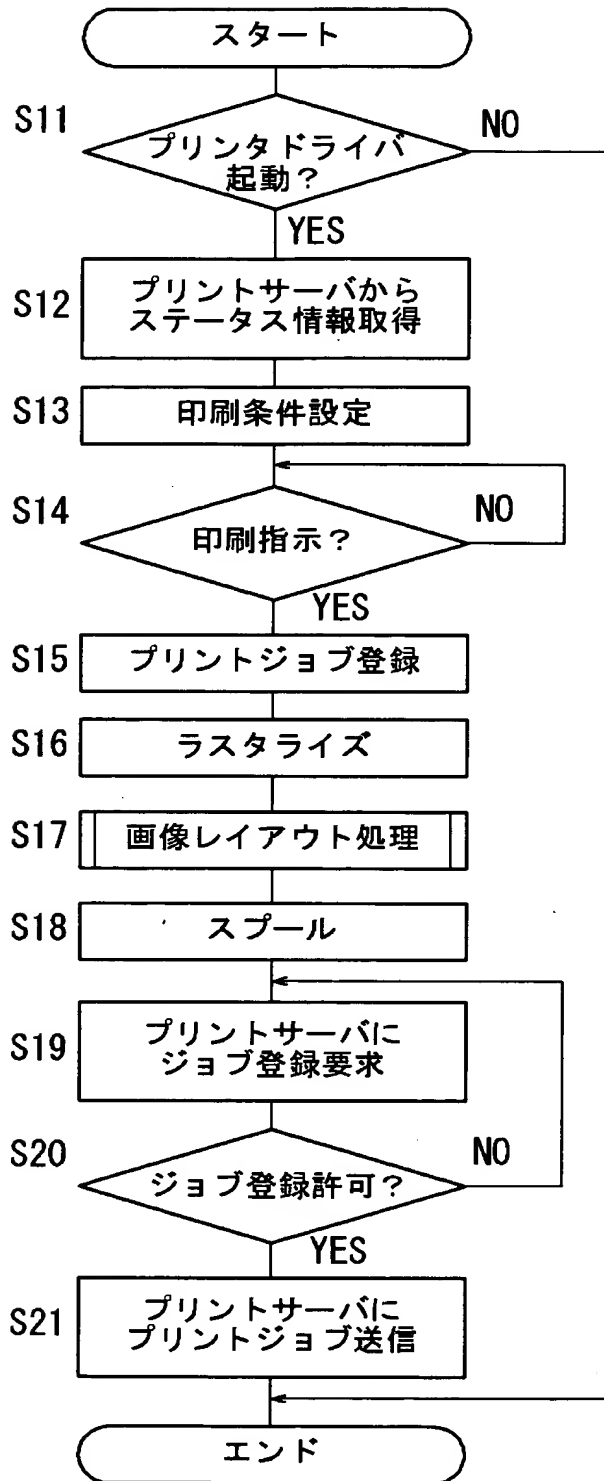 スタート
S11
NO
プリンタドライバ
起動？
YES
S12
プリントサーバから
ステータス情報取得
S13
印刷条件設定
S14
NO
印刷指示？
YES
S15
プリントジョブ登録
S16
ラスタライズ
S17
画像レイアウト処理
S18
スプール
S19
プリントサーバに
ジョブ登録要求
S20
NO
ジョブ登録許可？
YES
S21
プリントサーバに
プリントジョブ送信
エンド